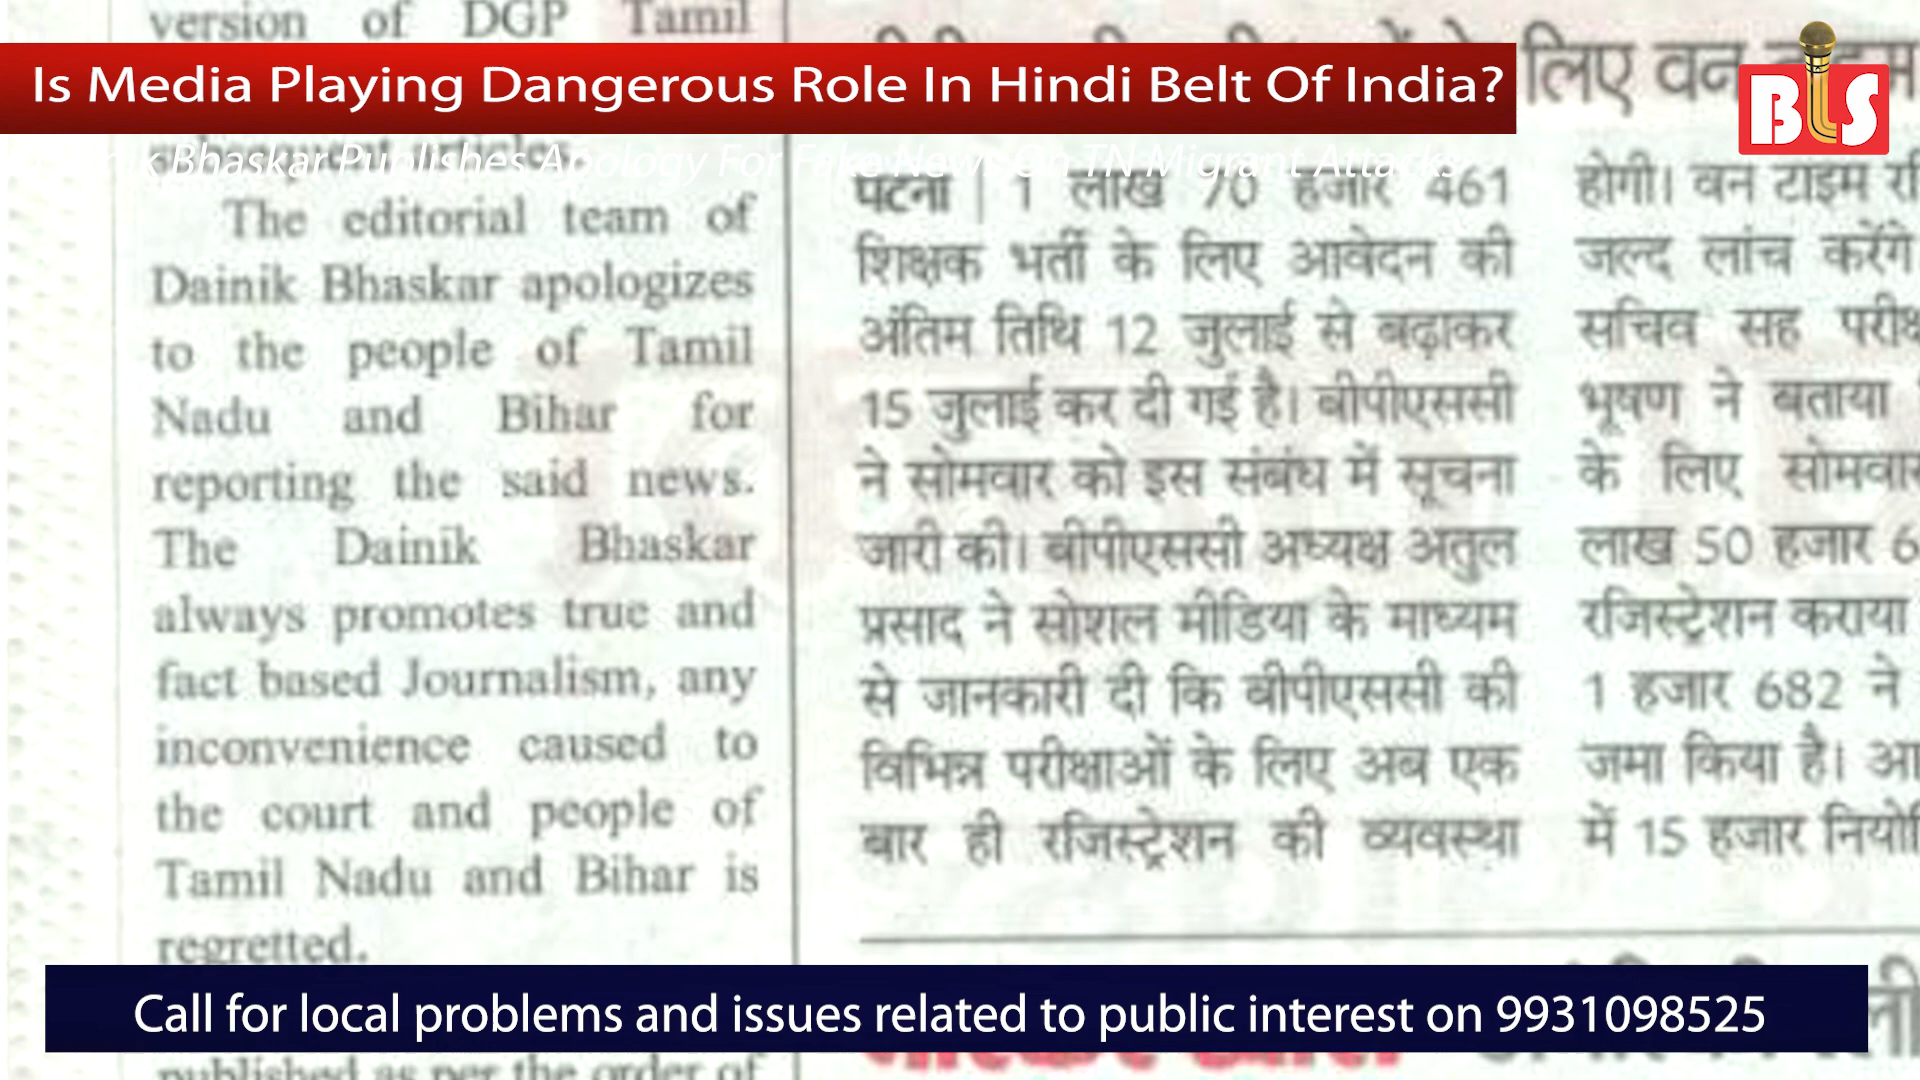 version of DGP Tamil
Is Media Playing Dangerous Role In Hindi Belt Of India?
लिए वन
BLS
Bhaskar Publishes Apology For Fake News On TN Migrant Attacks
The editorial team of
Dainik Bhaskar apologizes
to the people of Tamil
Nadu and Bihar for
reporting the said news.
The Dainik Bhaskar
always promotes true and
fact based Journalism, any
inconvenience caused to
the court and people of
Tamil Nadu and Bihar is
regretted.
published as per the order of
पटना | 1 लाख 70 हजार 461
शिक्षक भर्ती के लिए आवेदन की
अंतिम तिथि 12 जुलाई से बढ़ाकर
15 जुलाई कर दी गई है। बीपीएससी
ने सोमवार को इस संबंध में सूचना
जारी की। बीपीएससी अध्यक्ष अतुल
प्रसाद ने सोशल मीडिया के माध्यम
से जानकारी दी कि बीपीएससी की
विभिन्न परीक्षाओं के लिए अब एक
बार ही रजिस्ट्रेशन की व्यवस्था
होगी। वन टाइम
जल्द लांच करेंगे
सचिव सह
भूषण ने बताया
के लिए
लाख 50 हजार
रजिस्ट्रेशन कराया
1 हजार 682 ने
जमा किया है।
में 15 हजार
Call for local problems and issues related to public interest on 9931098525